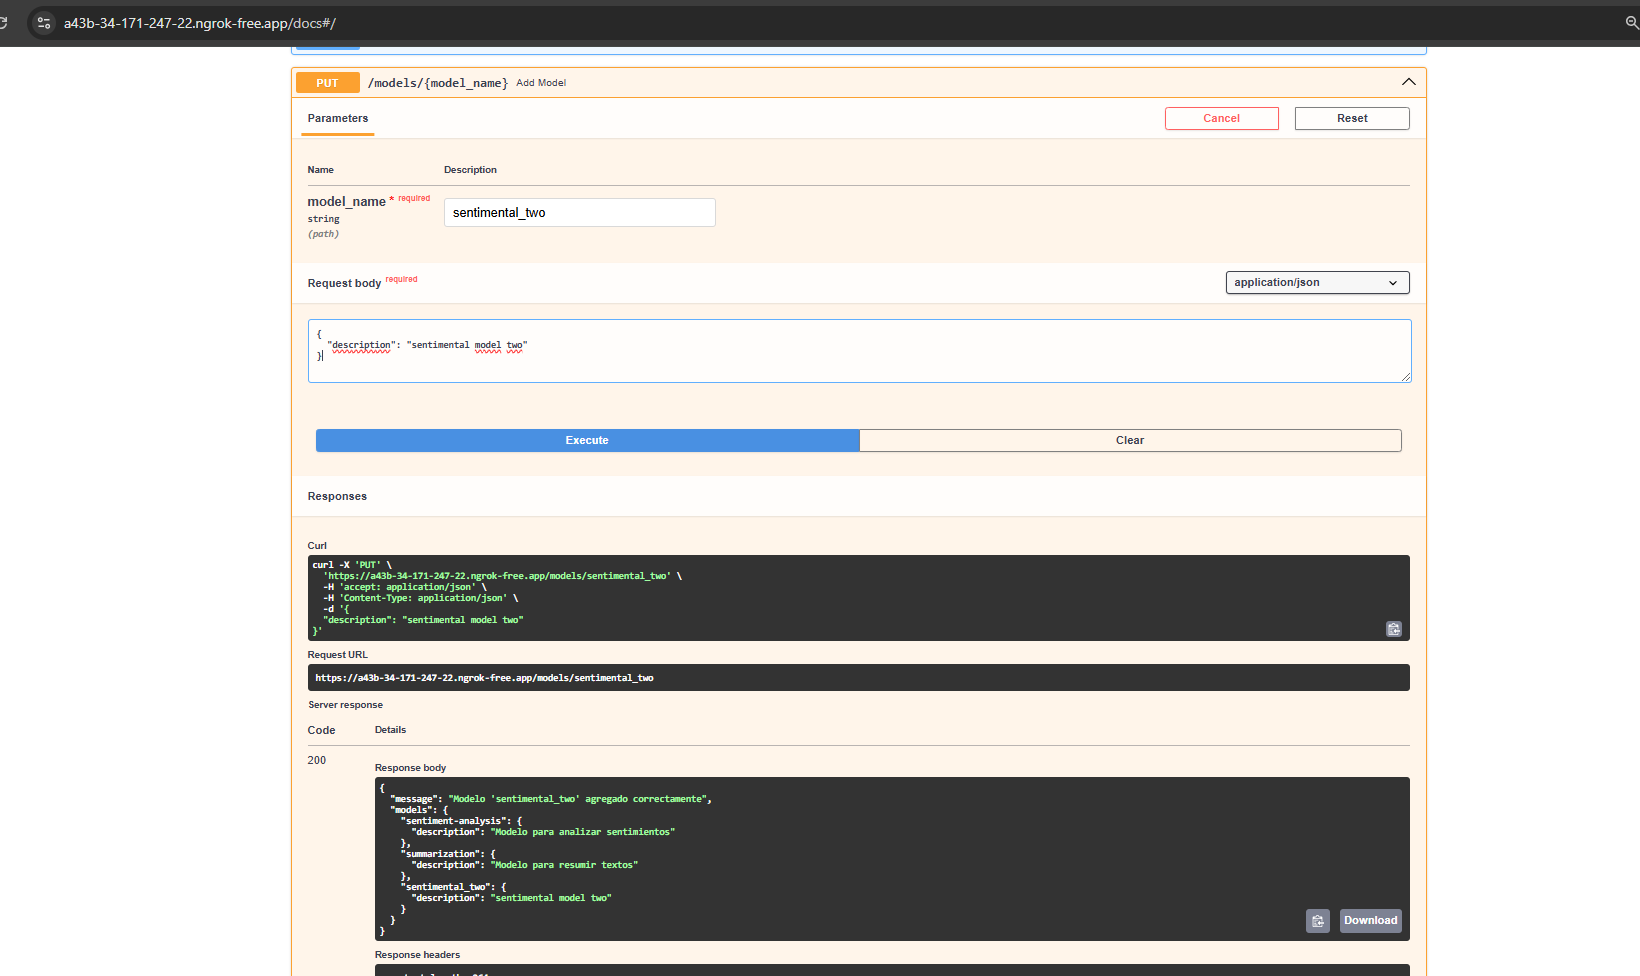 a43b-34-171-247-22.ngrok-free.app/docs#/
PUT /models/{model_name} Add Model
Parameters
Cancel Reset
Name Description
model_name * required
string
(path)
sentimental_two
Request body required
application/json
{
"description": "sentimental model two"
}
Execute Clear
Responses
Curl
curl -X 'PUT' \
'https://a43b-34-171-247-22.ngrok-free.app/models/sentimental_two' \
-H 'accept: application/json' \
-H 'Content-Type: application/json' \
-d '{
"description": "sentimental model two"
}'
Request URL
https://a43b-34-171-247-22.ngrok-free.app/models/sentimental_two
Server response
Code Details
200
Response body
{
"message": "Modelo 'sentimental_two' agregado correctamente",
"models": {
"sentiment-analysis": {
"description": "Modelo para analizar sentimientos"
},
"summarization": {
"description": "Modelo para resumir textos"
},
"sentimental_two": {
"description": "sentimental model two"
}
}
}
Download
Response headers